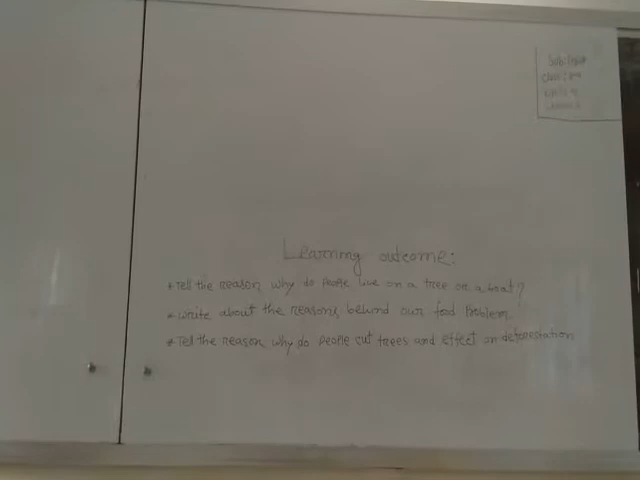 Learning outcome:
* Tell the reason why do people live on a tree or a boat?
* write about the reasons behind our food problem.
* Tell the reason why do people cut trees and effect on deforestation